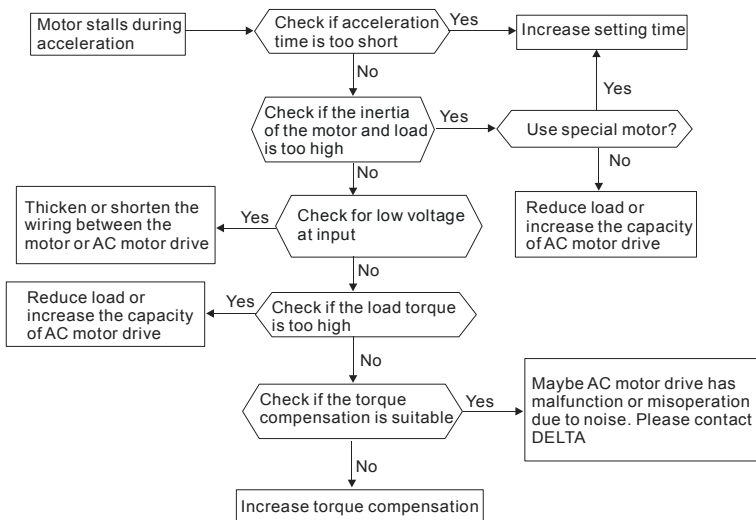 Motor stalls during
acceleration
Check if acceleration
time is too short
Yes
Increase setting time
No
Yes
Check if the inertia
of the motor and load
is too high
Yes
Use special motor?
No
No
Thicken or shorten the
wiring between the
motor or AC motor drive
Yes
Check for low voltage
at input
Reduce load or
increase the capacity
of AC motor drive
No
Reduce load or
increase the capacity
of AC motor drive
Yes
Check if the load torque
is too high
No
Check if the torque
compensation is suitable
Yes
Maybe AC motor drive has
malfunction or misoperation
due to noise. Please contact
DELTA
No
Increase torque compensation